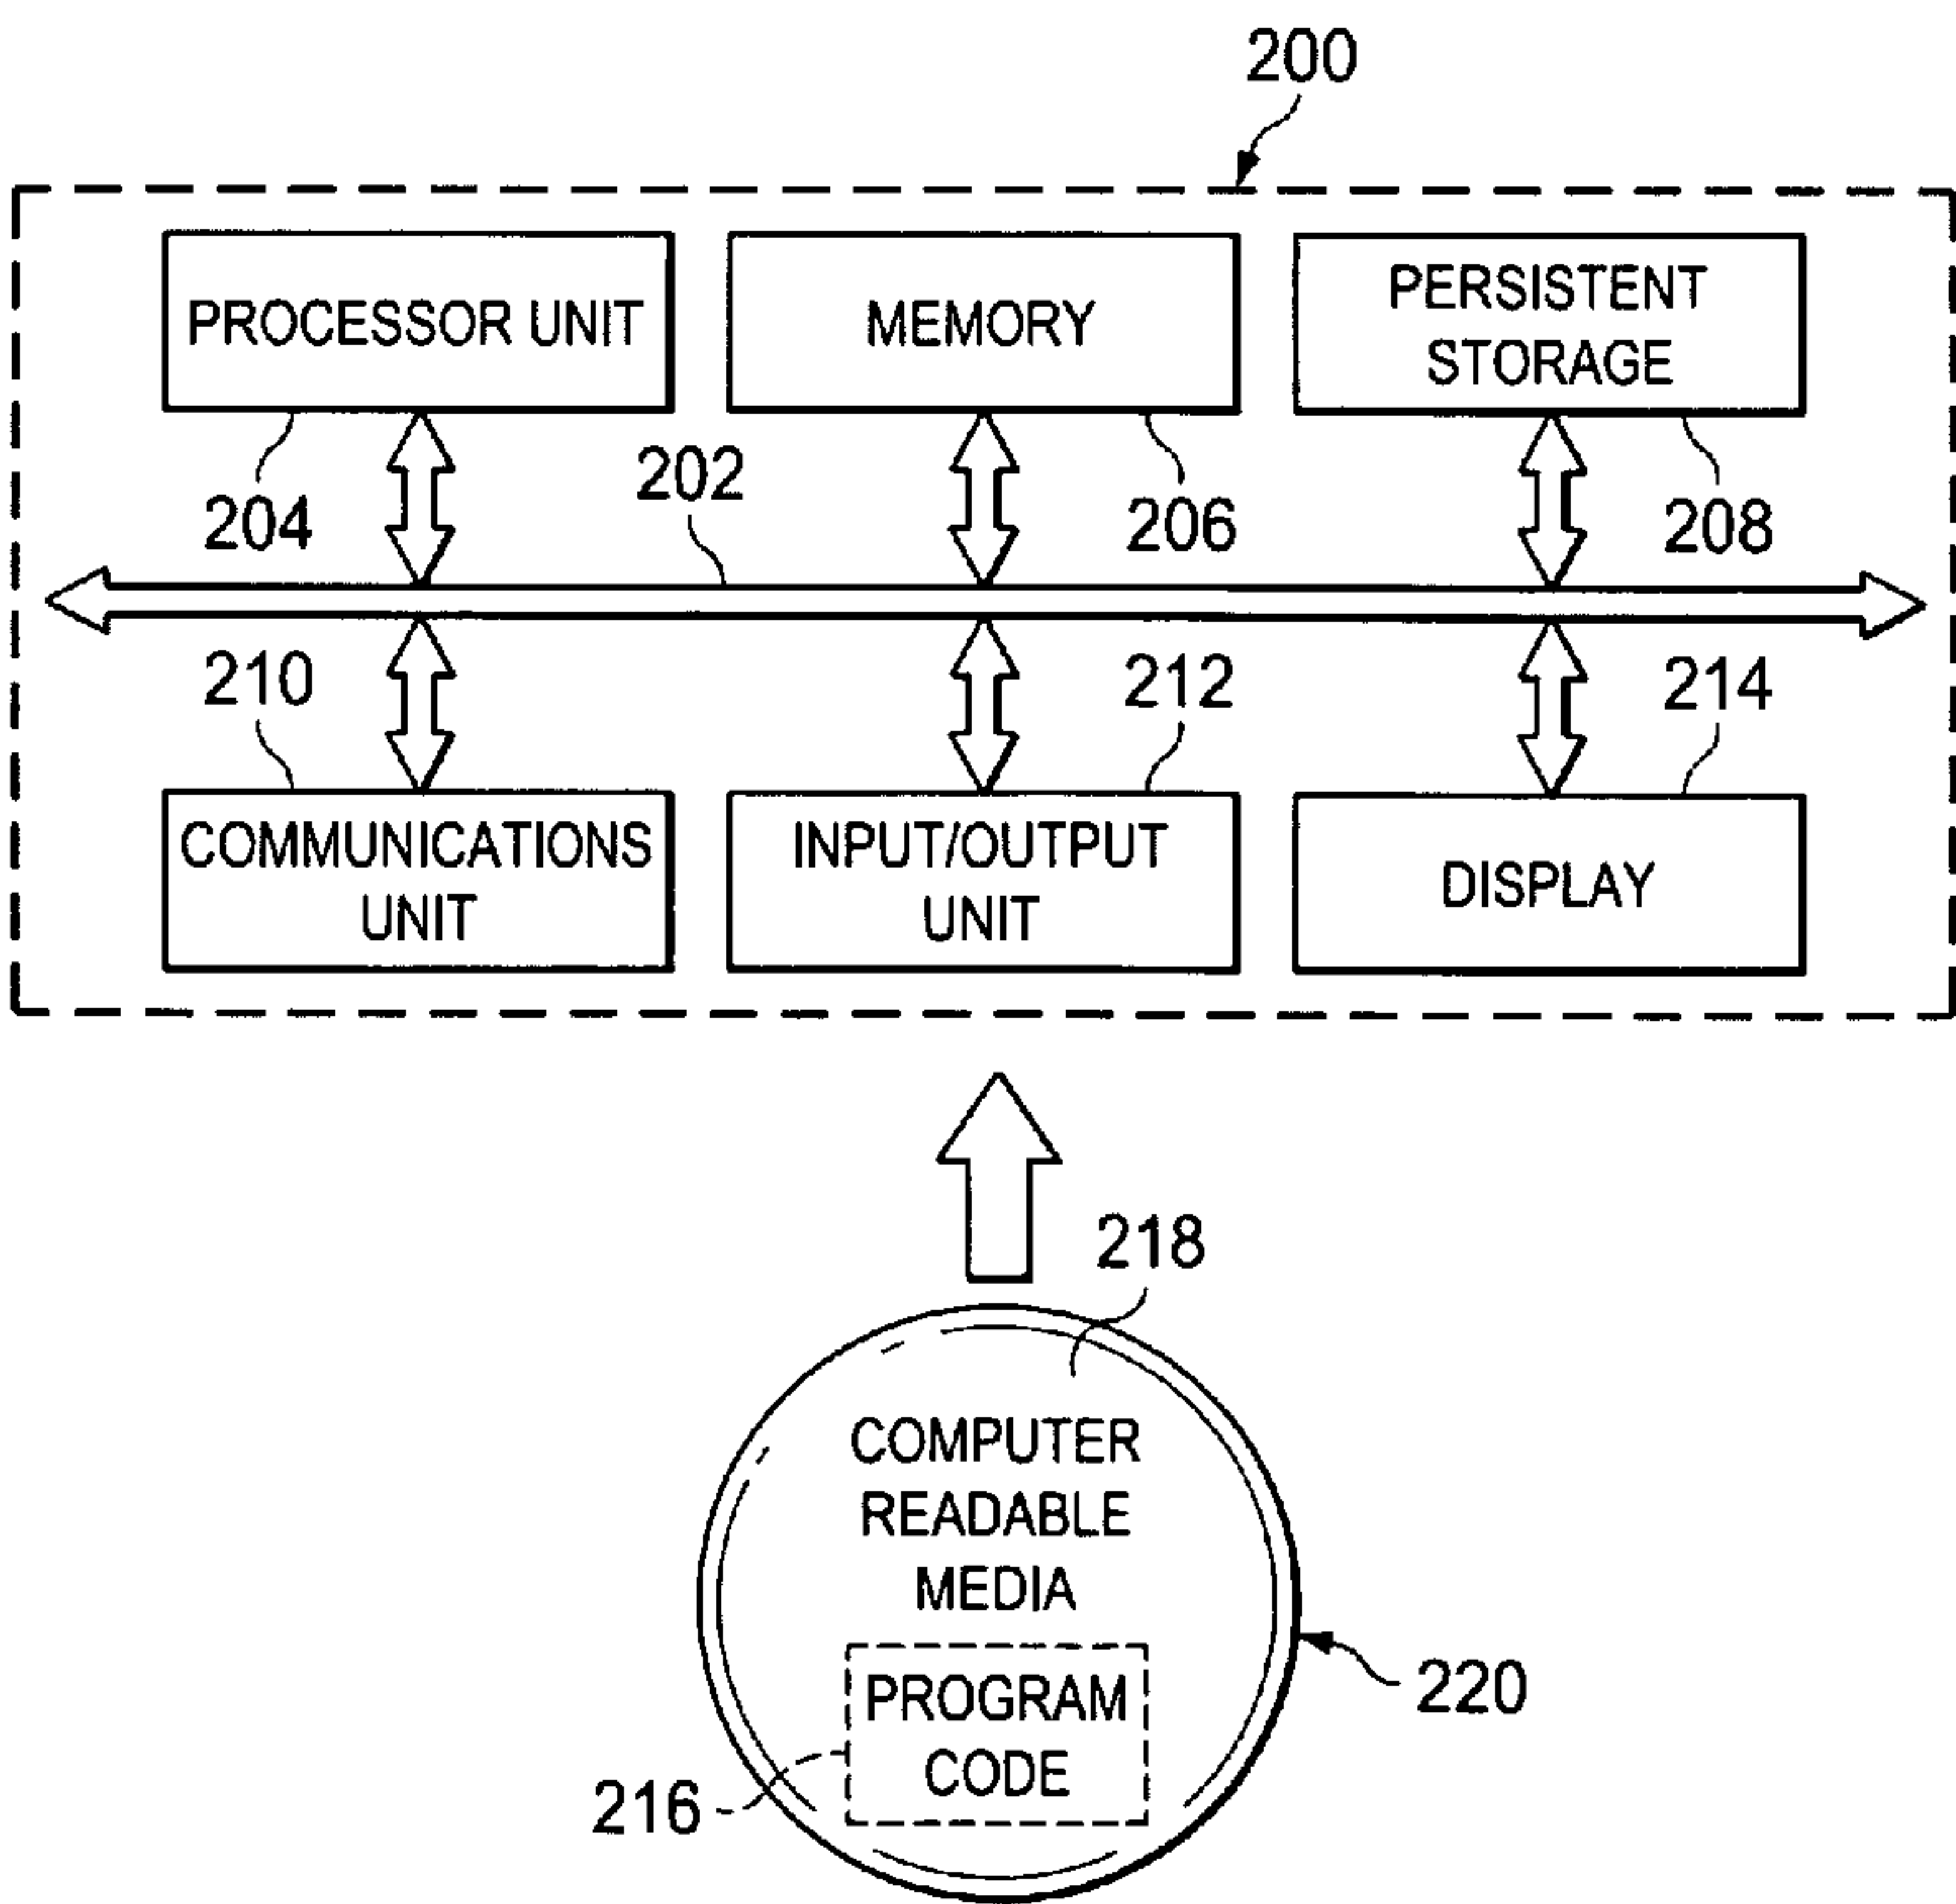 200
PROCESSOR UNIT
MEMORY
PERSISTENT
STORAGE
204
202
206
208
210
212
214
COMMUNICATIONS
UNIT
INPUT/OUTPUT
UNIT
DISPLAY
218
COMPUTER
READABLE
MEDIA
PROGRAM
CODE
220
216